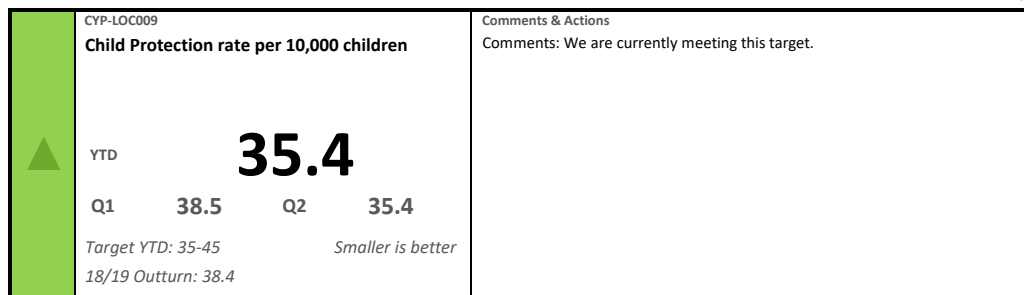 CYP-LOC009
Child Protection rate per 10,000 children
YTD 35.4
Q1 38.5 Q2 35.4
Target YTD: 35-45 Smaller is better
18/19 Outturn: 38.4
Comments & Actions
Comments: We are currently meeting this target.